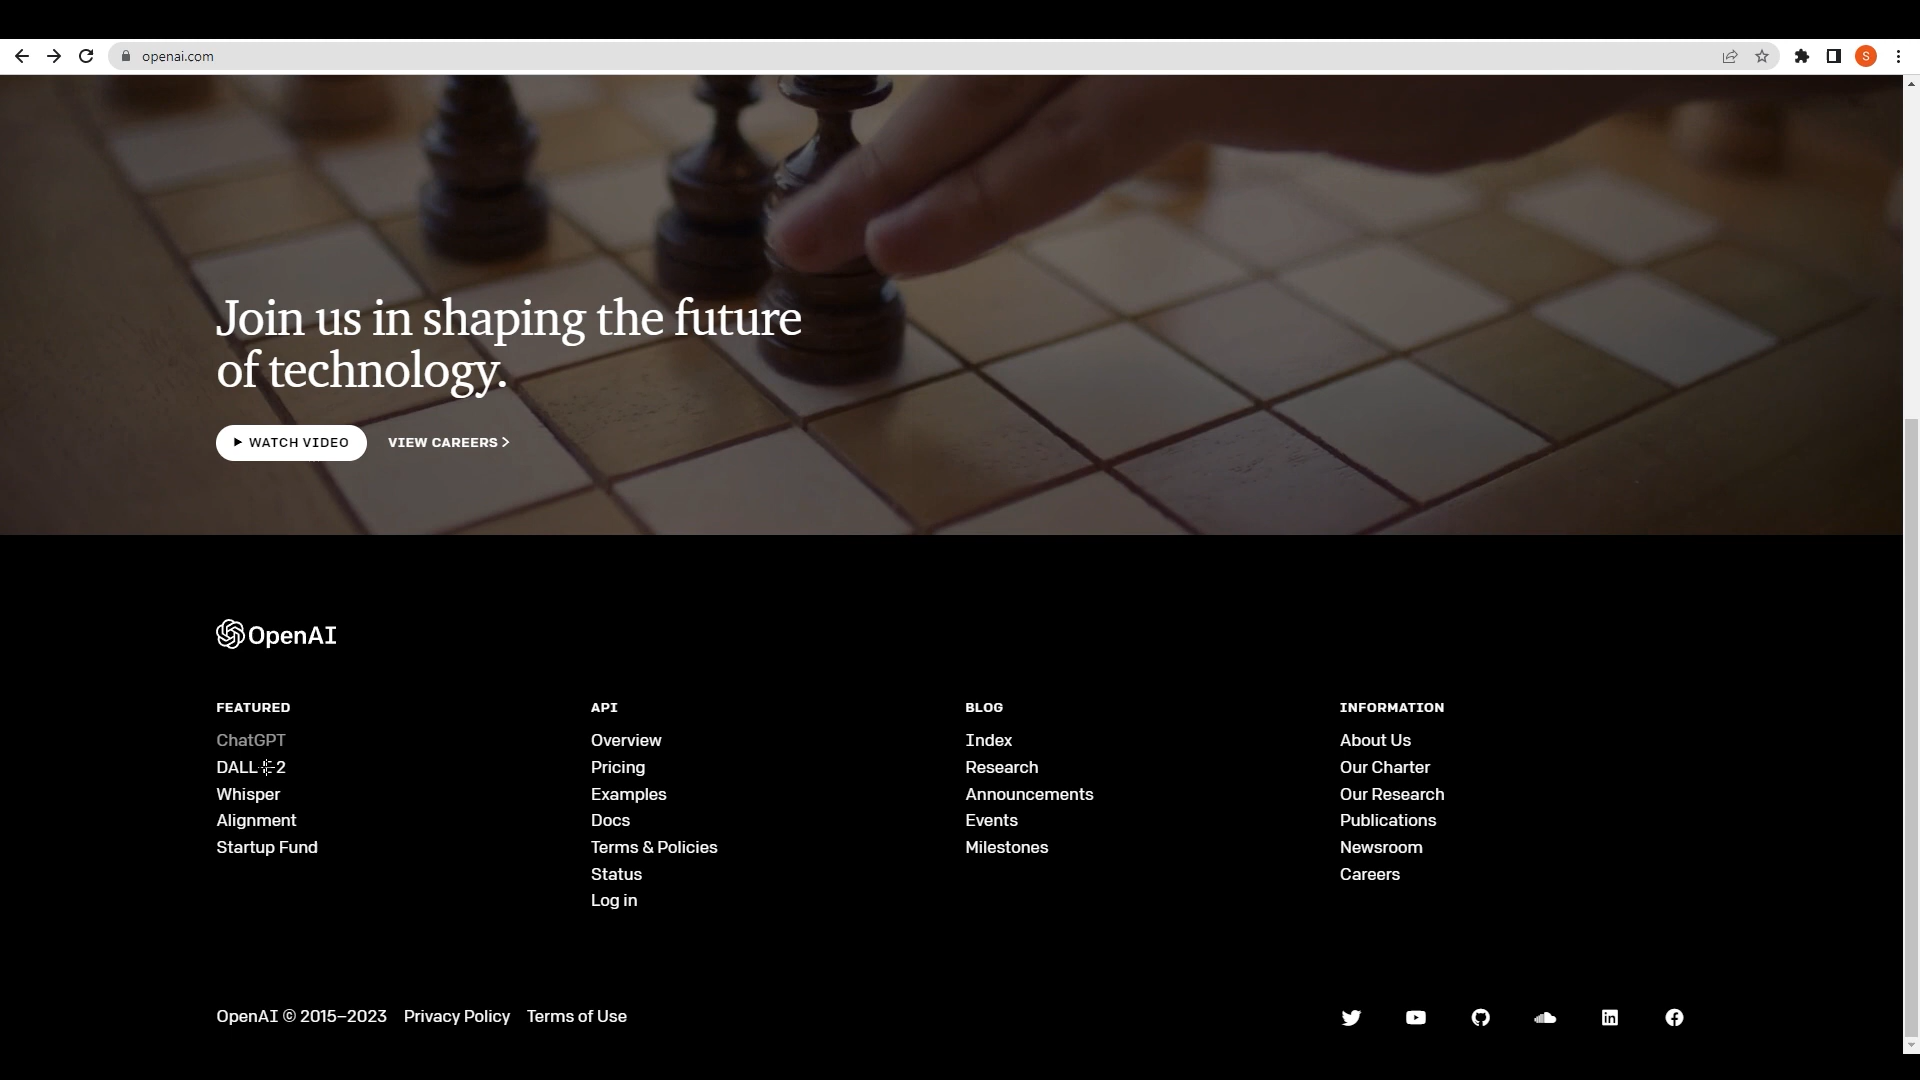 openai.com
S
Join us in shaping the future
of technology.
WATCH VIDEO VIEW CAREERS >
OpenAI
FEATURED
ChatGPT
DALL·E 2
Whisper
Alignment
Startup Fund
API
Overview
Pricing
Examples
Docs
Terms & Policies
Status
Log in
BLOG
Index
Research
Announcements
Events
Milestones
INFORMATION
About Us
Our Charter
Our Research
Publications
Newsroom
Careers
OpenAI © 2015–2023 Privacy Policy Terms of Use